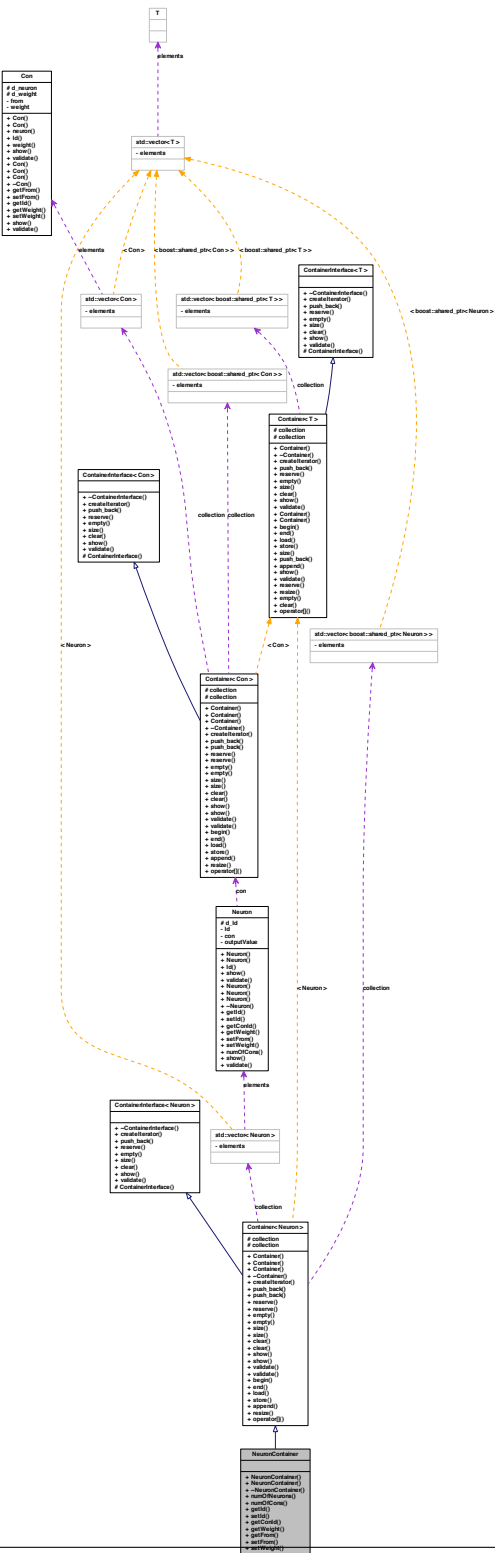 T
elements
Con
# d_neuron
# d_weight
- from
- weight
+ Con()
+ Con()
+ neuron()
+ Id()
+ weight()
+ show()
+ validate()
+ Con()
+ Con()
+ Con()
+ ~Con()
+ getFrom()
+ setFrom()
+ getId()
+ getWeight()
+ setWeight()
+ show()
+ validate()
std::vector< T >
- elements
elements
< Con >
< boost::shared_ptr< Con > >
< boost::shared_ptr< T > >
< boost::shared_ptr< Neuron > >
std::vector< Con >
- elements
std::vector< boost::shared_ptr< T > >
- elements
ContainerInterface< T >
+ ~ContainerInterface()
+ createIterator()
+ push_back()
+ reserve()
+ empty()
+ size()
+ clear()
+ show()
+ validate()
# ContainerInterface()
std::vector< boost::shared_ptr< Con > >
- elements
collection
Container< T >
# collection
# collection
+ Container()
+ ~Container()
+ createIterator()
+ push_back()
+ reserve()
+ empty()
+ size()
+ clear()
+ show()
+ validate()
+ Container()
+ Container()
+ begin()
+ end()
+ load()
+ store()
+ size()
+ push_back()
+ append()
+ show()
+ validate()
+ reserve()
+ resize()
+ empty()
+ clear()
+ operator[]()
ContainerInterface< Con >
+ ~ContainerInterface()
+ createIterator()
+ push_back()
+ reserve()
+ empty()
+ size()
+ clear()
+ show()
+ validate()
# ContainerInterface()
collection
collection
< Neuron >
< Con >
std::vector< boost::shared_ptr< Neuron > >
- elements
Container< Con >
# collection
# collection
+ Container()
+ Container()
+ Container()
+ ~Container()
+ createIterator()
+ push_back()
+ push_back()
+ reserve()
+ reserve()
+ empty()
+ empty()
+ size()
+ size()
+ clear()
+ clear()
+ show()
+ show()
+ validate()
+ validate()
+ begin()
+ end()
+ load()
+ store()
+ append()
+ resize()
+ operator[]()
con
Neuron
# d_Id
- Id
- con
- outputValue
+ Neuron()
+ Neuron()
+ Id()
+ show()
+ validate()
+ Neuron()
+ Neuron()
+ Neuron()
+ ~Neuron()
+ getId()
+ setId()
+ getConId()
+ getWeight()
+ setFrom()
+ setWeight()
+ numOfCons()
+ show()
+ validate()
< Neuron >
collection
elements
ContainerInterface< Neuron >
+ ~ContainerInterface()
+ createIterator()
+ push_back()
+ reserve()
+ empty()
+ size()
+ clear()
+ show()
+ validate()
# ContainerInterface()
std::vector< Neuron >
- elements
collection
Container< Neuron >
# collection
# collection
+ Container()
+ Container()
+ Container()
+ ~Container()
+ createIterator()
+ push_back()
+ push_back()
+ reserve()
+ reserve()
+ empty()
+ empty()
+ size()
+ size()
+ clear()
+ clear()
+ show()
+ show()
+ validate()
+ validate()
+ begin()
+ end()
+ load()
+ store()
+ append()
+ resize()
+ operator[]()
NeuronContainer
+ NeuronContainer()
+ NeuronContainer()
+ ~NeuronContainer()
+ numOfNeurons()
+ numOfCons()
+ getId()
+ setId()
+ getConId()
+ getWeight()
+ getFrom()
+ setFrom()
+ setWeight()